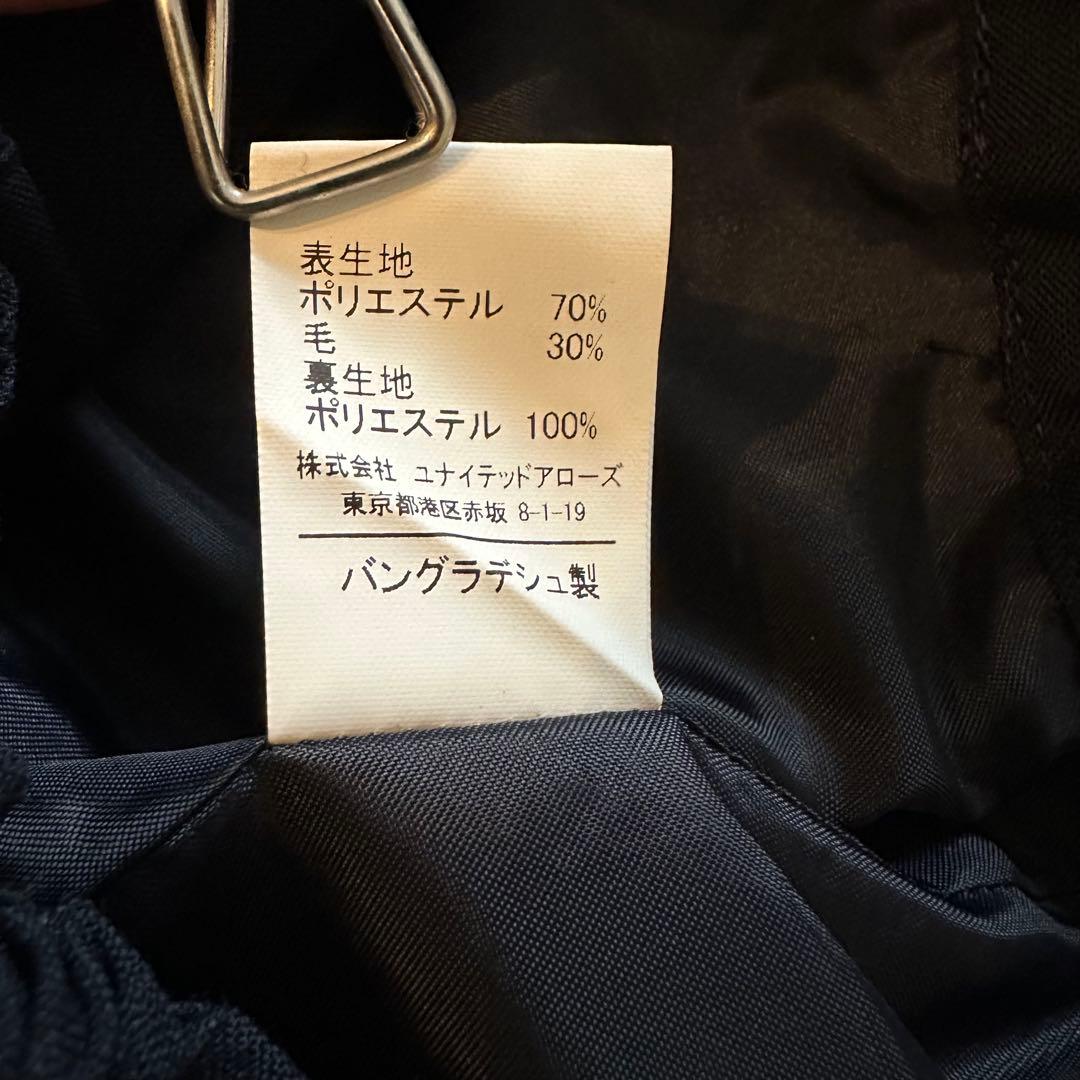 表生地
ポリエステル 70%
毛 30%
裏生地
ポリエステル 100%
株式会社 ユナイテッドアローズ
東京都港区赤坂 8-1-19
バングラデシュ製